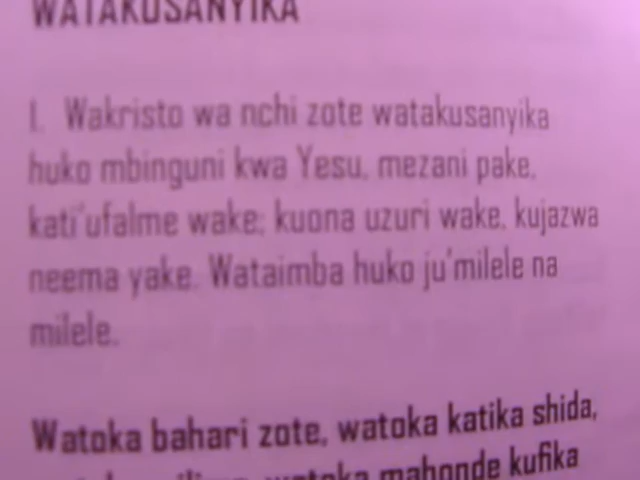 WATAKUSANYIKA
1. Wakristo wa nchi zote watakusanyika
huko mbinguni kwa Yesu, mezani pake,
kati'ufalme wake; kuona uzuri wake, kujazwa
neema yake. Wataimba huko ju'milele na
milele.
Watoka bahari zote, watoka katika shida,
watoka mahonde kufika